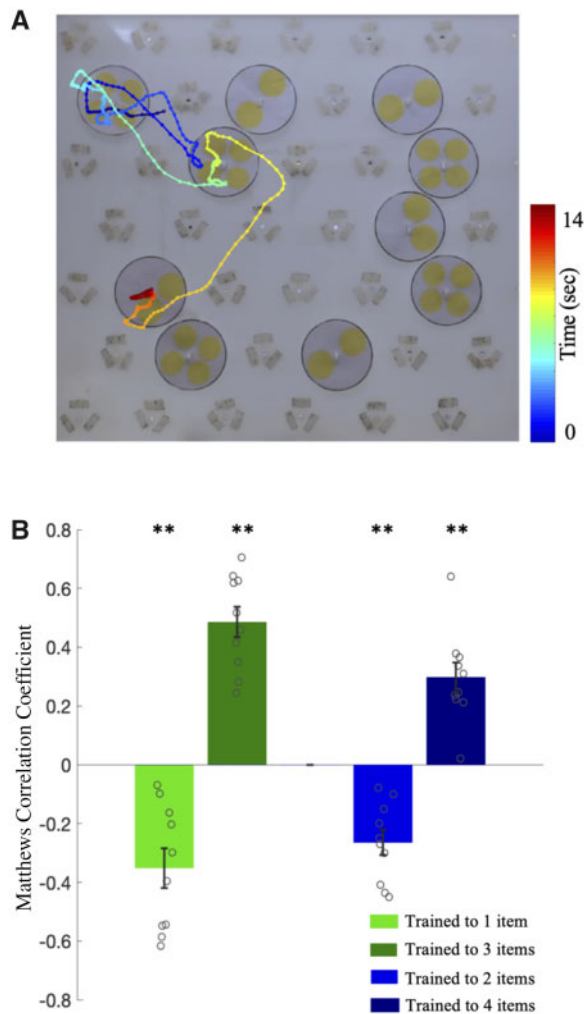 A
14
Time (sec)
0
B
** ** ** **
0.8
0.6
0.4
0.2
0
-0.2
-0.4
-0.6
-0.8
Matthews Correlation Coefficient
Trained to 1 item
Trained to 3 items
Trained to 2 items
Trained to 4 items